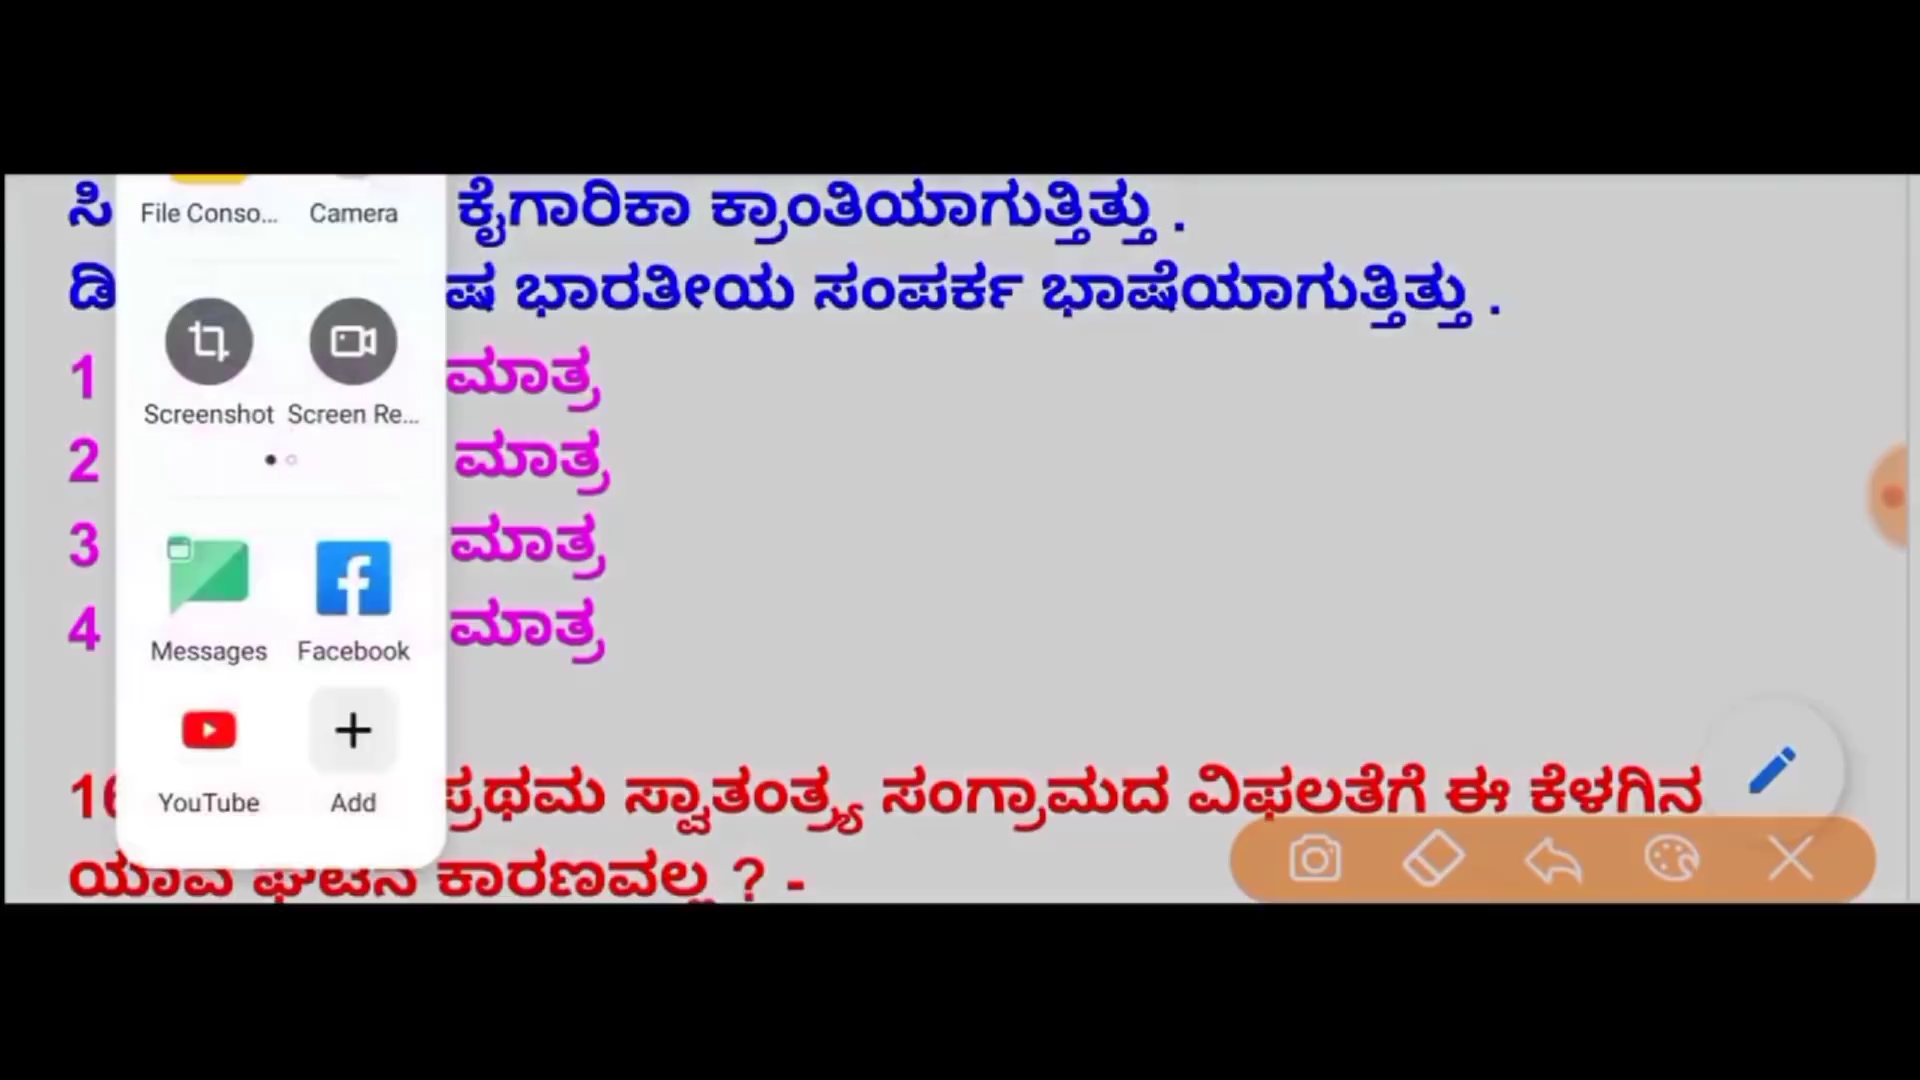 File Conso... Camera
ಸಿ ಕೈಗಾರಿಕಾ ಕ್ರಾಂತಿಯಾಗುತ್ತಿತ್ತು .
ಡಿ ಷ ಭಾರತೀಯ ಸಂಪರ್ಕ ಭಾಷೆಯಾಗುತ್ತಿತ್ತು .
1 ಮಾತ್ರ
Screenshot Screen Re...
2 ಮಾತ್ರ
3 ಮಾತ್ರ
4 ಮಾತ್ರ
Messages Facebook
YouTube Add
ಪ್ರಥಮ ಸ್ವಾತಂತ್ರ್ಯ ಸಂಗ್ರಾಮದ ವಿಫಲತೆಗೆ ಈ ಕೆಳಗಿನ
ಯಾವ ಘಟನೆ ಕಾರಣವಲ್ಲ ? -